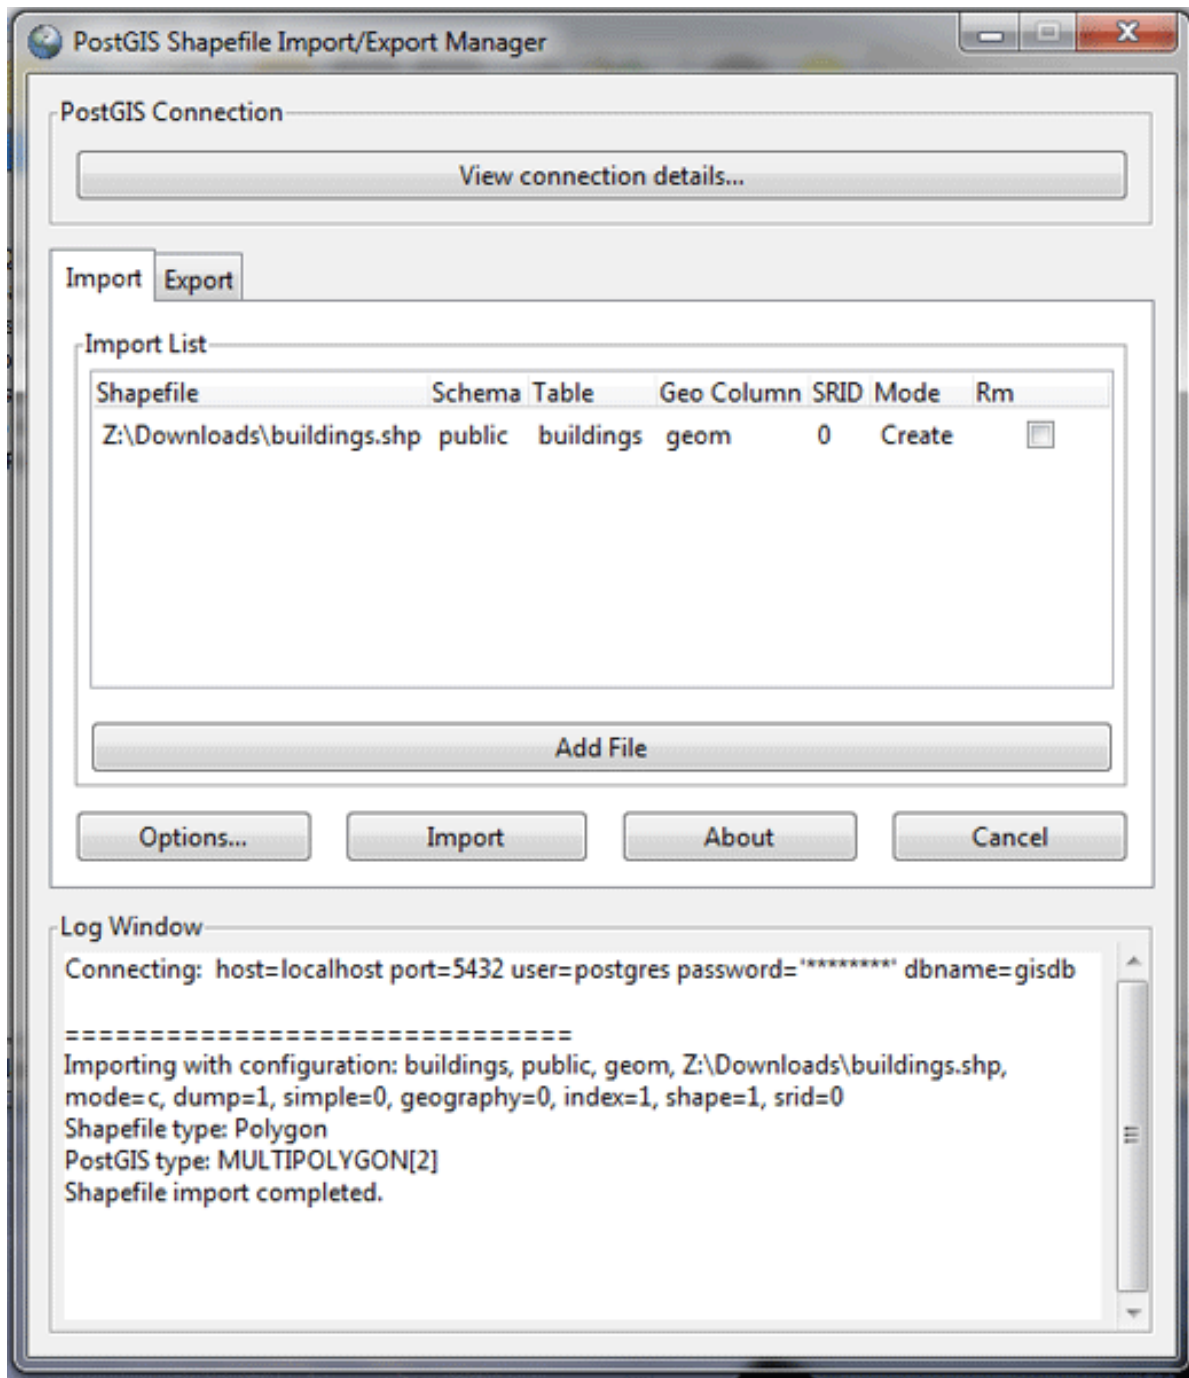 PostGIS Shapefile Import/Export Manager
PostGIS Connection
View connection details...
Import Export
Import List
Shapefile Schema Table Geo Column SRID Mode Rm
Z:\Downloads\buildings.shp public buildings geom 0 Create
Add File
Options... Import About Cancel
Log Window
Connecting: host=localhost port=5432 user=postgres password='********' dbname=gisdb
==============================
Importing with configuration: buildings, public, geom, Z:\Downloads\buildings.shp,
mode=c, dump=1, simple=0, geography=0, index=1, shape=1, srid=0
Shapefile type: Polygon
PostGIS type: MULTIPOLYGON[2]
Shapefile import completed.